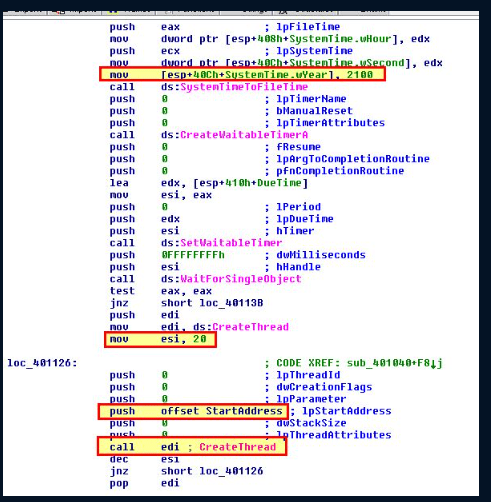 push eax ; lpFileTime
mov dword ptr [esp+408h+SystemTime.wHour], edx
push ecx ; lpSystemTime
mov dword ptr [esp+40Ch+SystemTime.wSecond], edx
mov [esp+40Ch+SystemTime.wYear], 2100
call ds:SystemTimeToFileTime
push 0 ; lpTimerName
push 0 ; bManualReset
push 0 ; lpTimerAttributes
call ds:CreateWaitableTimerA
push 0 ; fResume
push 0 ; lpArgToCompletionRoutine
push 0 ; pfnCompletionRoutine
lea edx, [esp+410h+DueTime]
mov esi, eax
push 0 ; lPeriod
push edx ; lpDueTime
push esi ; hTimer
call ds:SetWaitableTimer
push 0FFFFFFFFh ; dwMilliseconds
push esi ; hHandle
call ds:WaitForSingleObject
test eax, eax
jnz short loc_40113B
push edi
mov edi, ds:CreateThread
mov esi, 20
loc_401126: ; CODE XREF: sub_401040+F8↓j
push 0 ; lpThreadId
push 0 ; dwCreationFlags
push 0 ; lpParameter
push offset StartAddress ; lpStartAddress
push 0 ; dwStackSize
push 0 ; lpThreadAttributes
call edi ; CreateThread
dec esi
jnz short loc_401126
pop edi